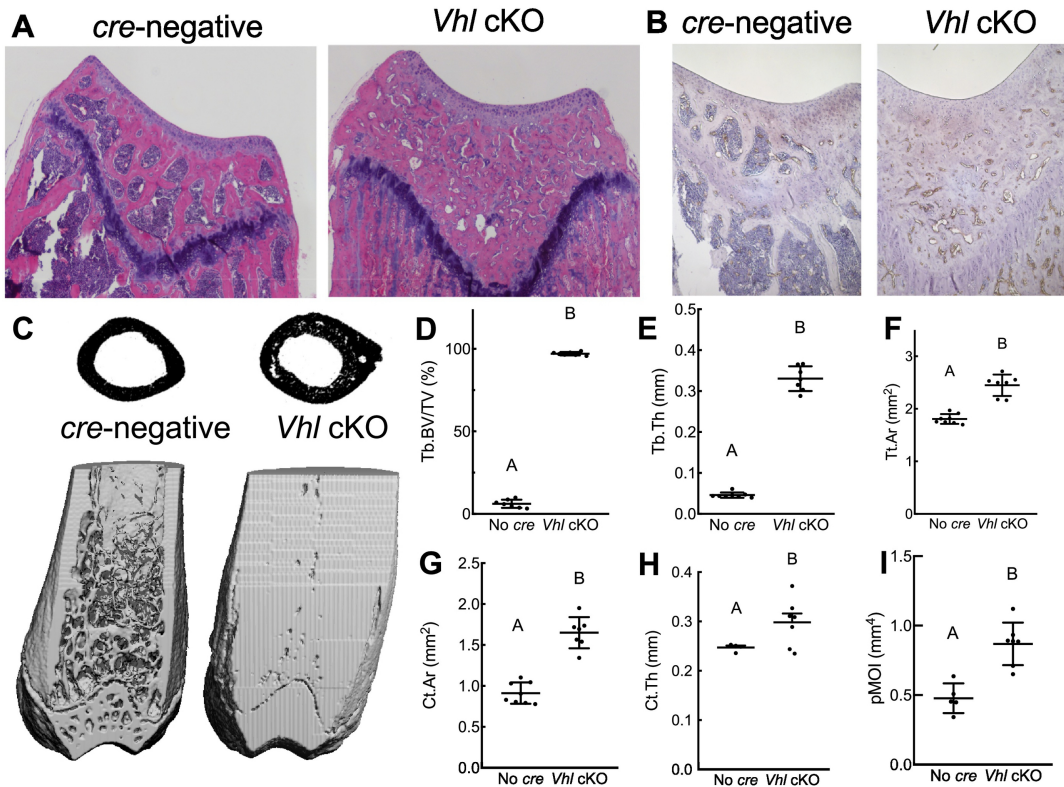 A
cre-negative
Vhl cKO
B
cre-negative
Vhl cKO
C
cre-negative
Vhl cKO
D
Tb.BV/TV (%)
100
50
0
A
B
No cre
Vhl cKO
E
Tb.Th (mm)
0.5
0.4
0.3
0.2
0.1
0.0
A
B
No cre
Vhl cKO
F
Tt.Ar (mm²)
3
2
1
0
A
B
No cre
Vhl cKO
G
Ct.Ar (mm²)
2.5
2.0
1.5
1.0
0.5
0.0
A
B
No cre
Vhl cKO
H
Ct.Th (mm)
0.4
0.3
0.2
0.1
0.0
A
B
No cre
Vhl cKO
I
pMOI (mm⁴)
1.5
1.0
0.5
0.0
A
B
No cre
Vhl cKO